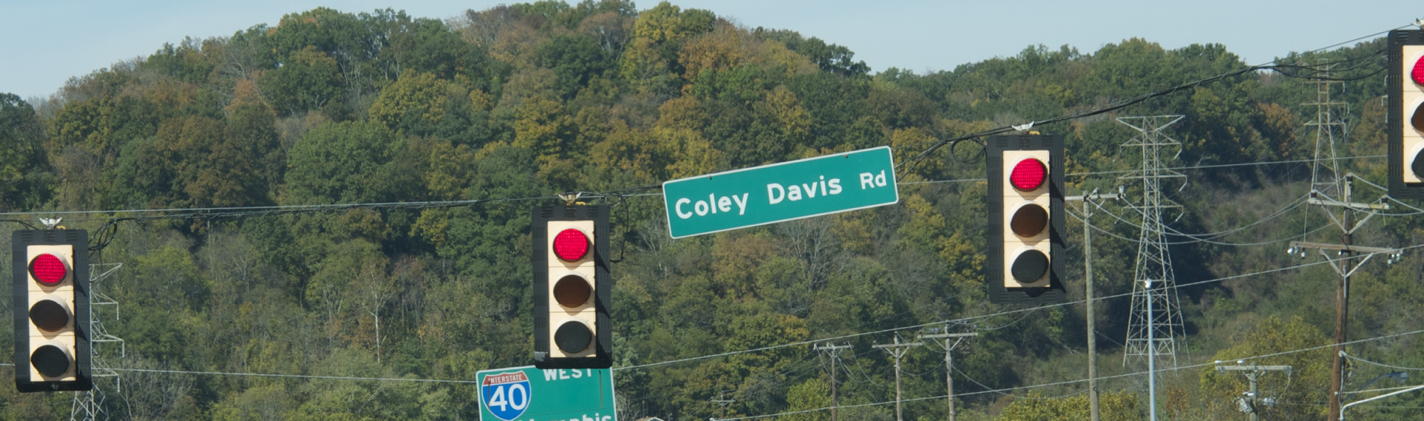 Coley Davis Rd
INTERSTATE
40
WEST